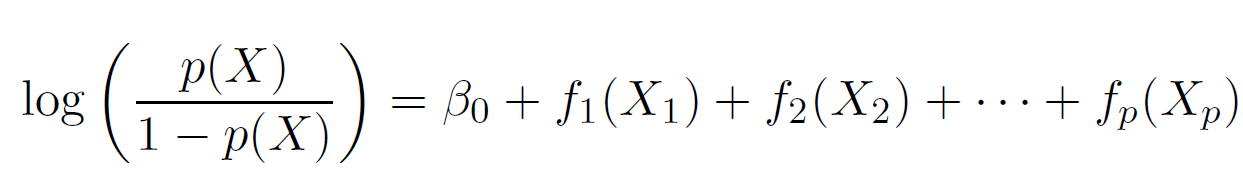 log ( p(X) / 1 − p(X) ) = β₀ + f₁(X₁) + f₂(X₂) + ⋯ + fₚ(Xₚ)